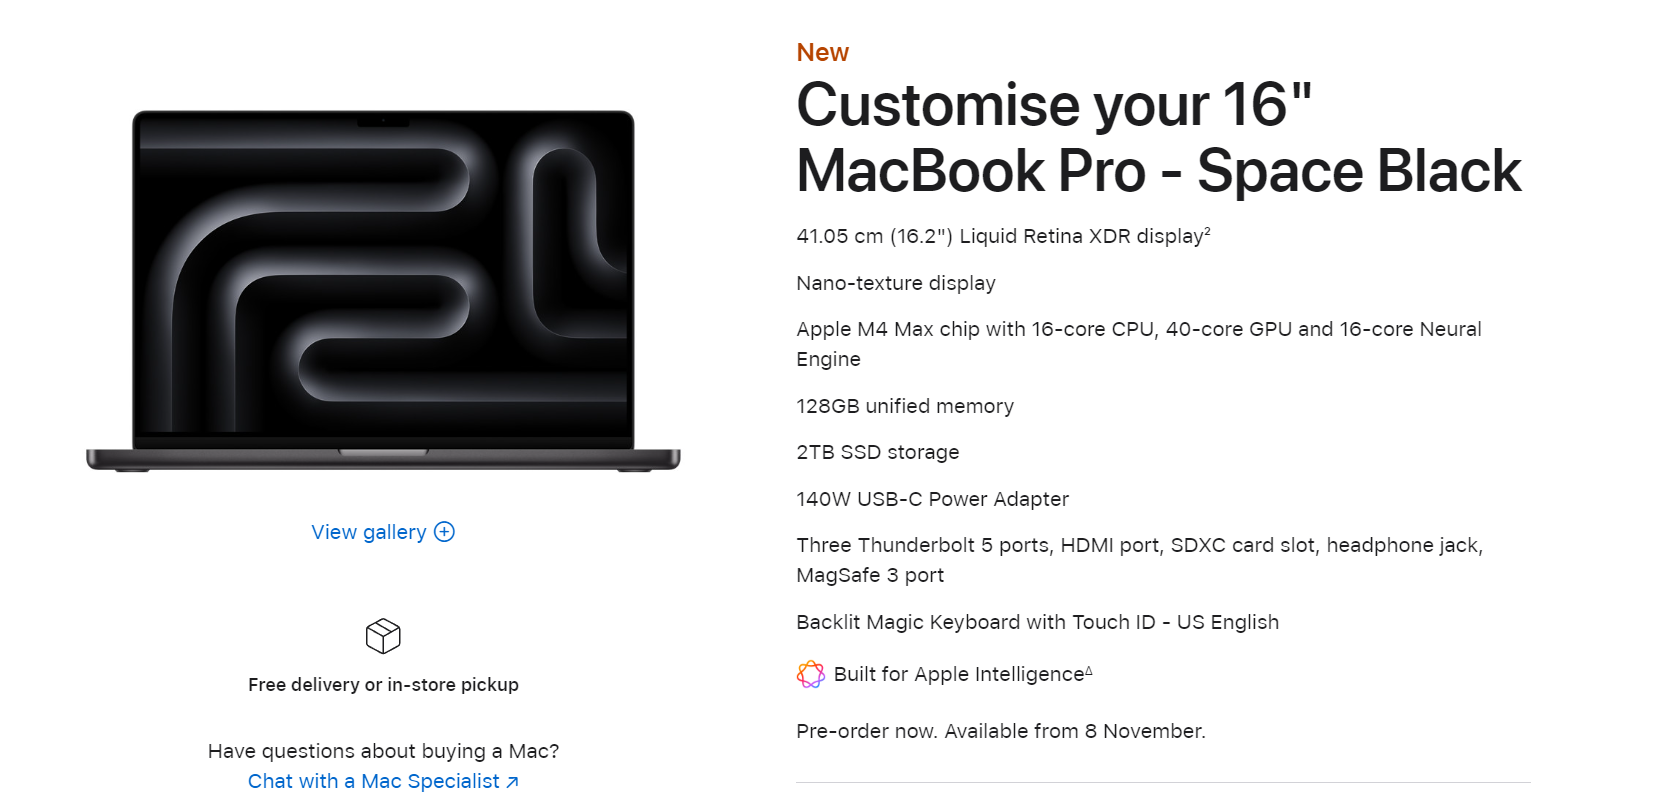 New
Customise your 16"
MacBook Pro - Space Black
41.05 cm (16.2") Liquid Retina XDR display²
Nano-texture display
Apple M4 Max chip with 16-core CPU, 40-core GPU and 16-core Neural
Engine
128GB unified memory
2TB SSD storage
140W USB-C Power Adapter
Three Thunderbolt 5 ports, HDMI port, SDXC card slot, headphone jack,
MagSafe 3 port
Backlit Magic Keyboard with Touch ID - US English
Built for Apple Intelligence∆
Pre-order now. Available from 8 November.
View gallery
Free delivery or in-store pickup
Have questions about buying a Mac?
Chat with a Mac Specialist ↗